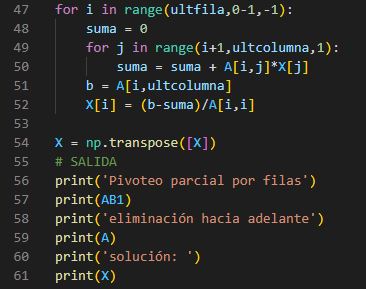 47 for i in range(ultfila,0-1,-1):
48     suma = 0
49     for j in range(i+1,ultcolumna,1):
50         suma = suma + A[i,j]*X[j]
51     b = A[i,ultcolumna]
52     X[i] = (b-suma)/A[i,i]
53
54 X = np.transpose([X])
55 # SALIDA
56 print('Pivoteo parcial por filas')
57 print(AB1)
58 print('eliminación hacia adelante')
59 print(A)
60 print('solución: ')
61 print(X)